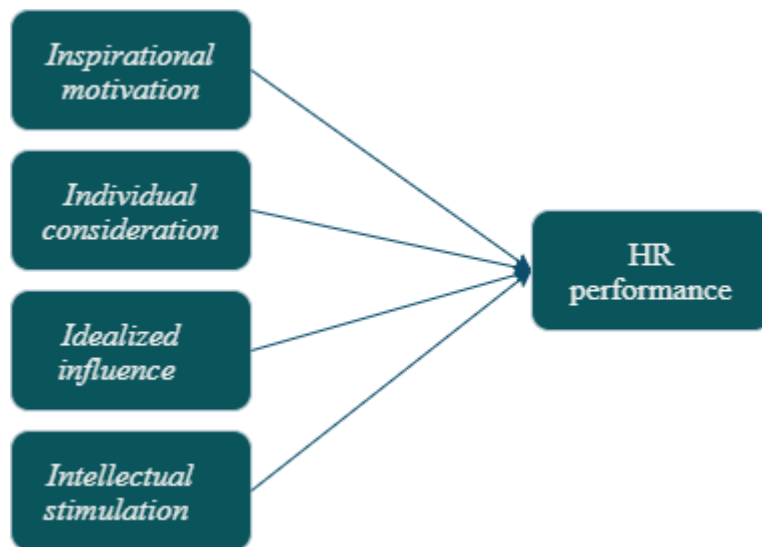 Inspirational
motivation
Individual
consideration
Idealized
influence
Intellectual
stimulation
HR
performance